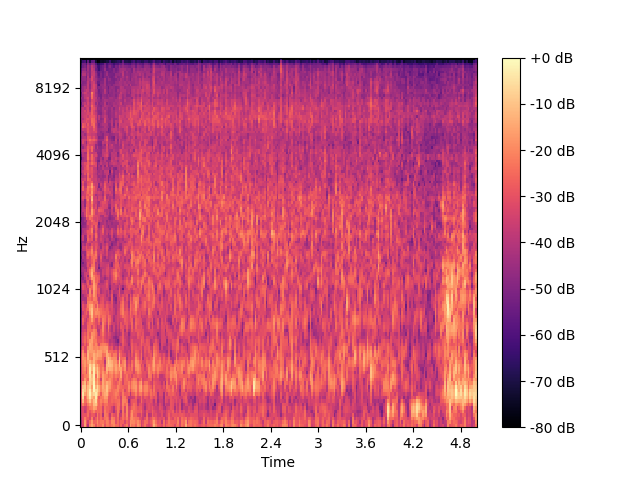 +0 dB
8192
-10 dB
4096
-20 dB
-30 dB
2048
Hz
-40 dB
1024
-50 dB
512
-60 dB
-70 dB
0
-80 dB
0 0.6 1.2 1.8 2.4 3 3.6 4.2 4.8
Time